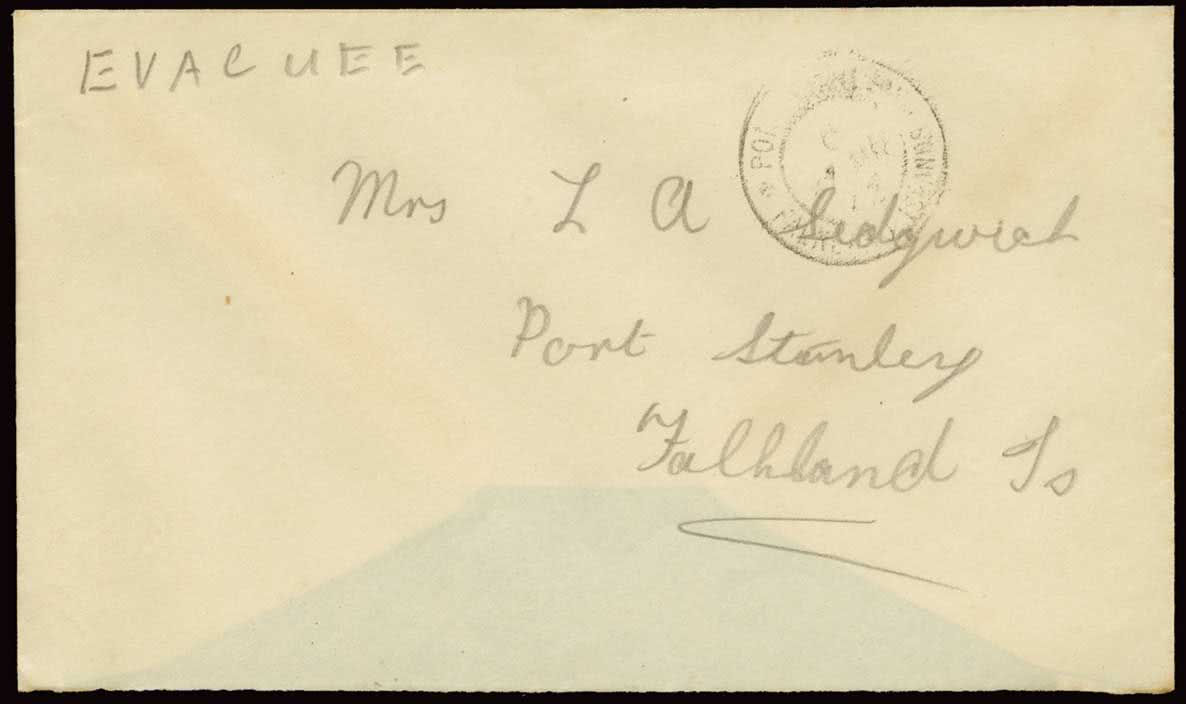 EVACUEE
Mrs L A Sedgwick
Port Stanley
Falkland Is